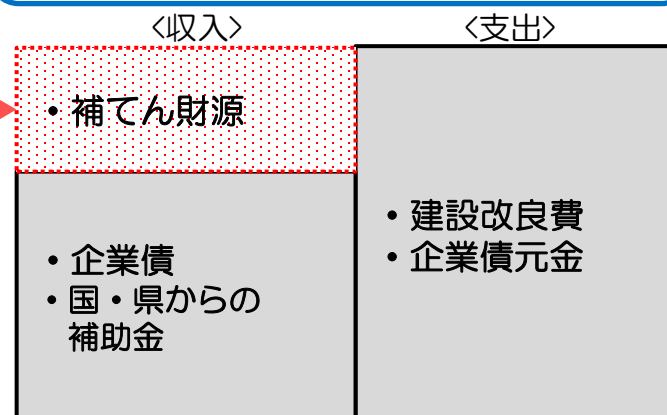 〈収入〉
〈支出〉
・補てん財源
・企業債
・国・県からの
補助金
・建設改良費
・企業債元金